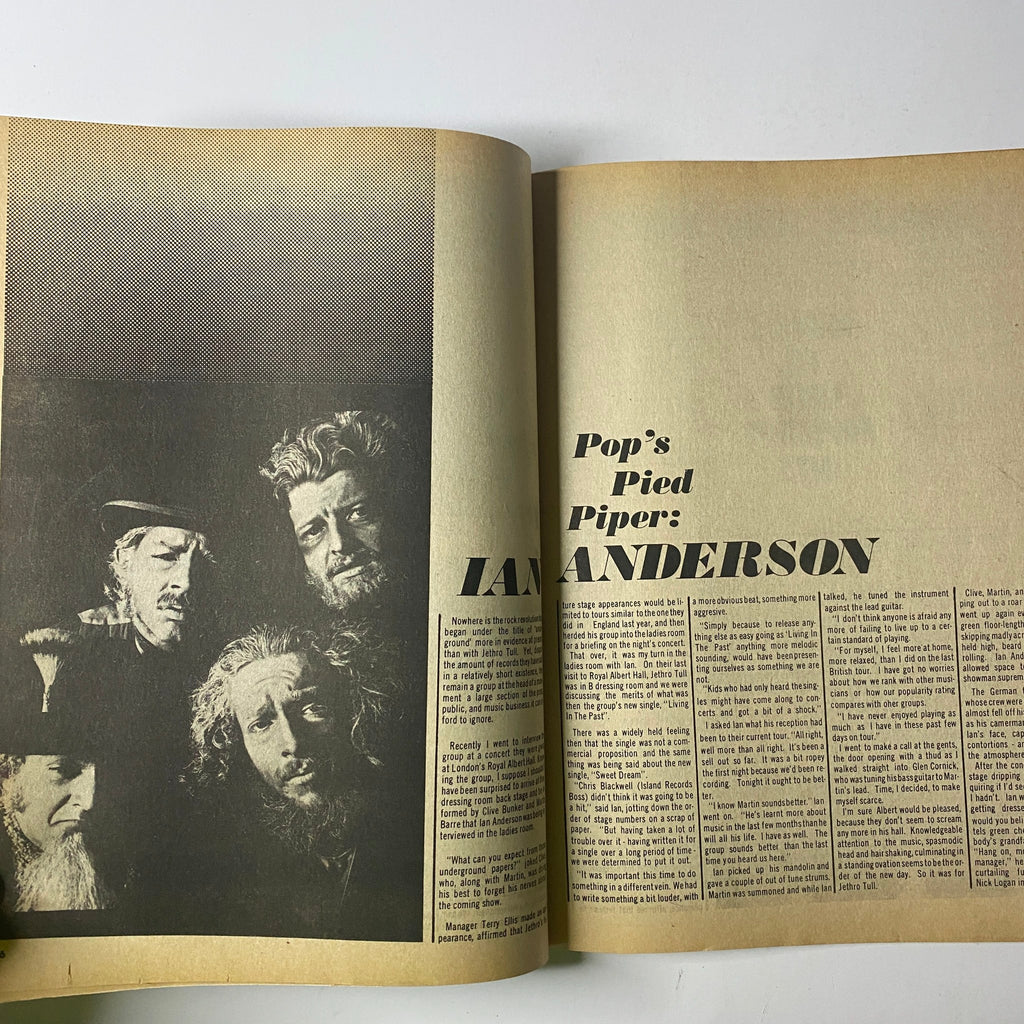 Pop's
Pied
Piper:
IAN ANDERSON
Nowhere is the rock revolution
began under the title of
ground" more in evidence at
than with Jethro Tull. Yet,
the amount of records they have
in a relatively short existence,
remain a group at the head of a
ment a large section of the
public, and music business it can
ford to ignore.
Recently I went to interview
group at a concert they were
at London's Royal Albert Hall.
ing the group, I suppose I should
have been surprised to arrive at
dressing room back stage and be
formed by Clive Bunker and
Barre that Ian Anderson was being
terviewed in the ladies room.
"What can you expect from
underground papers?" joked
who, along with Martin, was
his best to forget his nerves
the coming show.
Manager Terry Ellis made an
pearance, affirmed that Jethro's
ture stage appearances would be li-
mited to tours similar to the one they
did in England last year, and then
herded his group into the ladies room
for a briefing on the night's concert.
That over, it was my turn in the
ladies room with Ian. On their last
visit to Royal Albert Hall, Jethro Tull
was in B dressing room and we were
discussing the merits of what was
then the group's new single, "Living
In The Past".
There was a widely held feeling
then that the single was not a com-
mercial proposition and the same
thing was being said about the new
single, "Sweet Dream".
"Chris Blackwell (Island Records
Boss) didn't think it was going to be
a hit," said Ian, jotting down the or-
der of stage numbers on a scrap of
paper. "But having taken a lot of
trouble over it - having written it for
a single over a long period of time-
we were determined to put it out.
"It was important this time to do
something in a different vein. We had
to write something a bit louder, with
a more obvious beat, something more
aggressive.
"Simply because to release any-
thing else as easy going as 'Living In
The Past' anything more melodic
sounding, would have been present-
ing ourselves as something we are
not.
"Kids who had only heard the sing-
les might have come along to con-
certs and got a bit of a shock."
I asked Ian what his reception had
been to their current tour. "All right,
well more than all right. It's been a
sell out so far. It was a bit ropey
the first night because we'd been re-
cording. Tonight it ought to be bet-
ter.
"I know Martin sounds better." Ian
went on. "He's learnt more about
music in the last few months than he
will all his life. I have as well. The
group sounds better than the last
time you heard us here."
Ian picked up his mandolin and
gave a couple of out of tune strums.
Martin was summoned and while Ian
talked, he tuned the instrument
against the lead guitar.
"I don't think anyone is afraid any
more of failing to live up to a cer-
tain standard of playing.
"For myself, I feel more at home,
more relaxed, than I did on the last
British tour. I have got no worries
about how we rank with other musi-
cians or how our popularity rating
compares with other groups.
"I have never enjoyed playing as
much as I have in these past few
days on tour."
I went to make a call at the gents,
the door opening with a thud as I
walked straight into Glen Cornick,
who was tuning his bass guitar to Mar-
tin's lead. Time, I decided, to make
myself scarce.
I'm sure Albert would be pleased,
because they don't seem to scream
any more in his hall. Knowledgeable
attention to the music, spasmodic
head and hair shaking, culminating in
a standing ovation seems to be the or-
der of the new day. So it was for
Jethro Tull.
Clive, Martin, an
ping out to a roar
went up again ev
green floor-length
skipping madly ac
held high, beard
rolling. Ian And
allowed space t
showman suprem
The German
whose crew were
almost fell off hi
as his camerman
Ian's face, cap
contortions - ar
the atmosphere
After the con
stage dripping
quiring if I'd see
I hadn't. Ian w
getting dresse
would you beli
tels green che
"Hang on, m
manager," he
curtailing fu
Nick Logan in